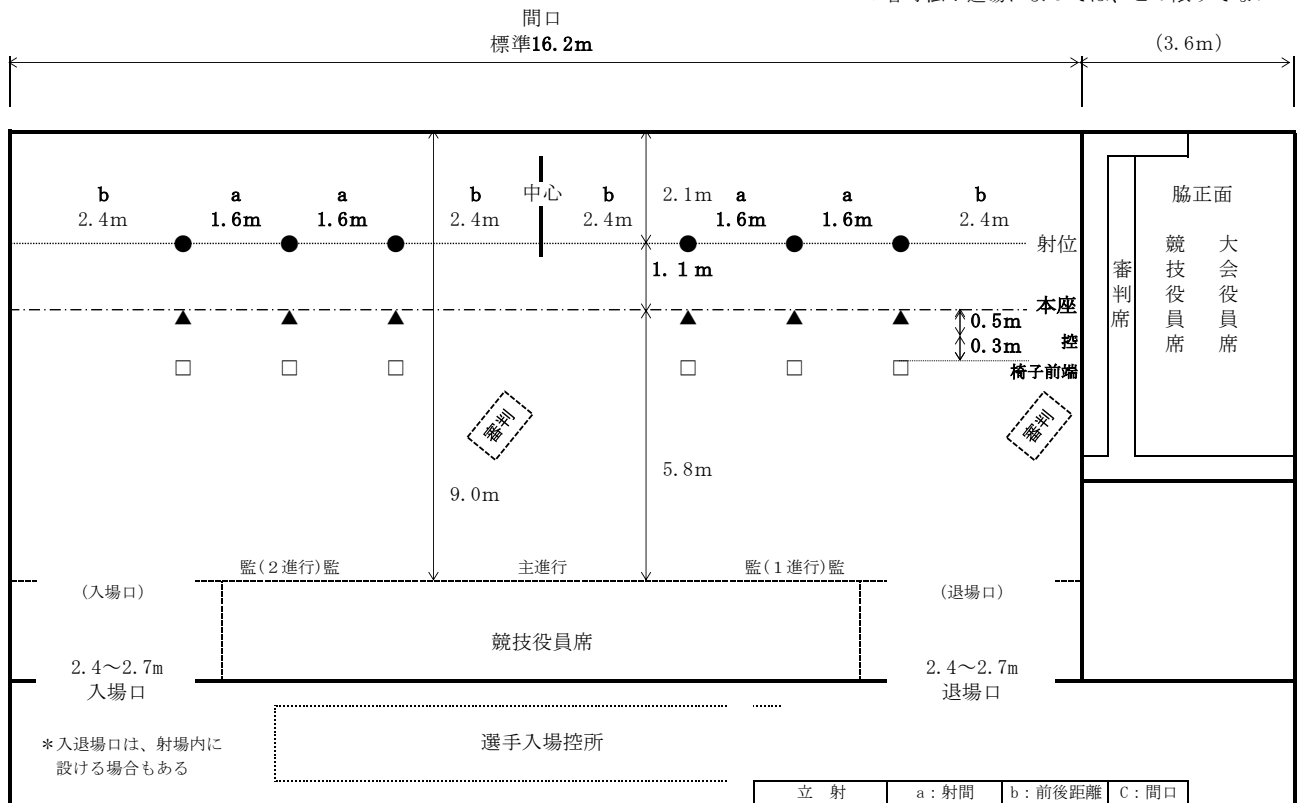 間口
標準16.2m
(3.6m)
b a a b 中心 b 2.1m a a b 脇正面
2.4m 1.6m 1.6m 2.4m 2.4m 1.6m 1.6m 2.4m
射位
1.1m
審判席
競技役員席
大会役員席
本座
0.5m
控
0.3m
椅子前端
審判
審判
5.8m
9.0m
監(2進行)監 主進行 監(1進行)監
(入場口) (退場口)
競技役員席
2.4～2.7m 2.4～2.7m
入場口 退場口
選手入場控所
*入退場口は、射場内に
設ける場合もある
立 射 a:射間 b:前後距離 C:間口